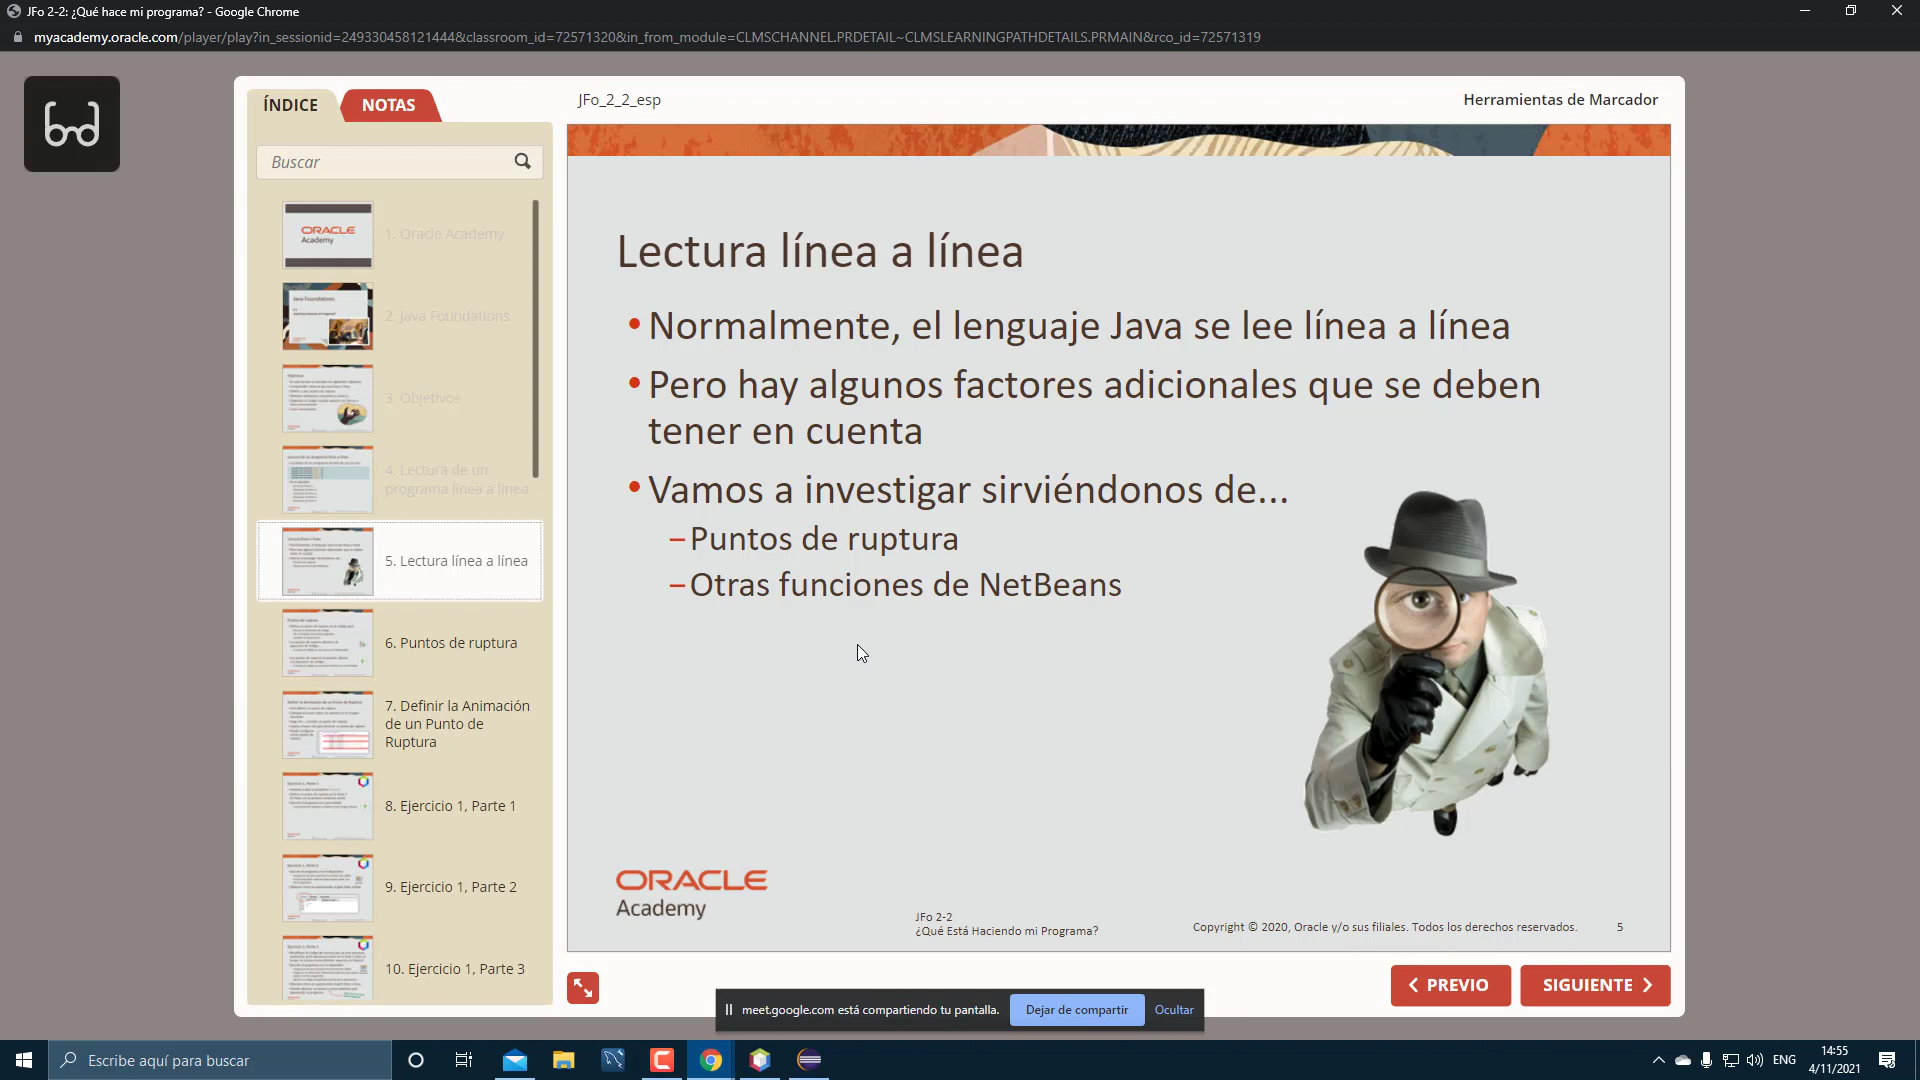 JFo 2-2: ¿Qué hace mi programa? - Google Chrome
myacademy.oracle.com/player/play?in_sessionid=249330458121444&classroom_id=72571320&in_from_module=CLMSCHANNEL.PRDETAIL~CLMSLEARNINGPATHDETAILS.PRMAIN&rco_id=72571319
ÍNDICE
NOTAS
JFo_2_2_esp
Herramientas de Marcador
Buscar
ORACLE
Academy
1. Oracle Academy
Java Foundations
2. Java Foundations
3. Objetivos
4. Lectura de un
programa línea a línea
5. Lectura línea a línea
6. Puntos de ruptura
7. Definir la Animación
de un Punto de
Ruptura
8. Ejercicio 1, Parte 1
9. Ejercicio 1, Parte 2
10. Ejercicio 1, Parte 3
Lectura línea a línea
• Normalmente, el lenguaje Java se lee línea a línea
• Pero hay algunos factores adicionales que se deben
tener en cuenta
• Vamos a investigar sirviéndonos de...
– Puntos de ruptura
– Otras funciones de NetBeans
ORACLE
Academy
JFo 2-2
¿Qué Está Haciendo mi Programa?
Copyright © 2020, Oracle y/o sus filiales. Todos los derechos reservados.
5
PREVIO
SIGUIENTE
meet.google.com está compartiendo tu pantalla.
Dejar de compartir
Ocultar
Escribe aquí para buscar
ENG
14:55
4/11/2021